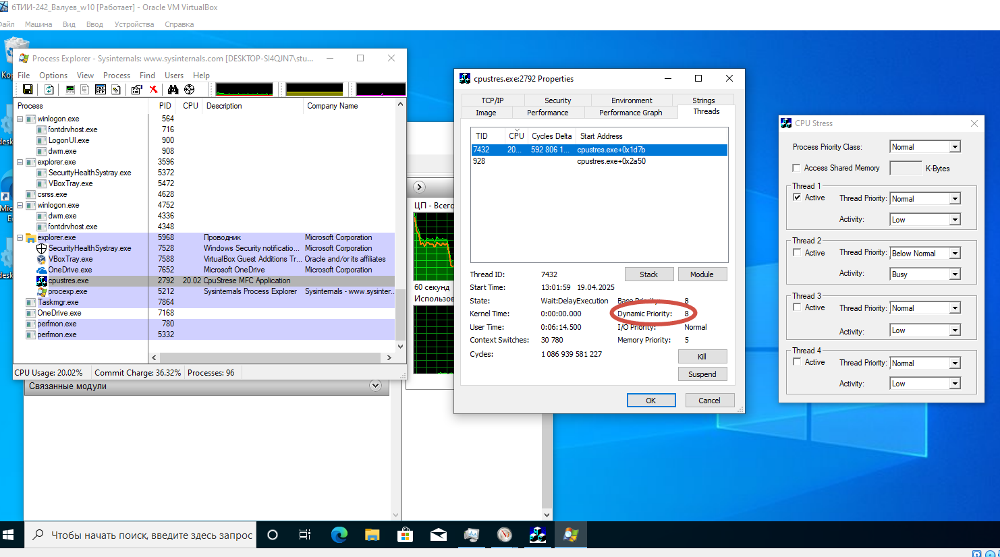 6ТИИ-242_Валуев_w10 [Работает] - Oracle VM VirtualBox
Файл Машина Вид Ввод Устройства Справка
Process Explorer - Sysinternals: www.sysinternals.com [DESKTOP-SI4QJN7\stu...
File Options View Process Find Users Help
Process PID CPU Description Company Name
winlogon.exe 564
fontdrvhost.exe 716
LogonUI.exe 900
dwm.exe 908
explorer.exe 3596
SecurityHealthSystray.exe 5372
VBoxTray.exe 5472
csrss.exe 4628
winlogon.exe 4752
dwm.exe 4336
fontdrvhost.exe 4348
explorer.exe 5968 Проводник Microsoft Corporation
SecurityHealthSystray.exe 7528 Windows Security notificatio... Microsoft Corporation
VBoxTray.exe 7588 VirtualBox Guest Additions Tr... Oracle and/or its affiliates
OneDrive.exe 7652 Microsoft OneDrive Microsoft Corporation
cpustres.exe 2792 20.02 CpuStrese MFC Application
procexp.exe 5212 Sysinternals Process Explorer Sysinternals - www.sysinter...
Taskmgr.exe 7864
OneDrive.exe 7168
perfmon.exe 780
perfmon.exe 5332
CPU Usage: 20.02% Commit Charge: 36.32% Processes: 96
Связанные модули
ЦП - Всего
60 секунд
Использов
cpustres.exe:2792 Properties
TCP/IP Security Environment Strings
Image Performance Performance Graph Threads
TID CPU Cycles Delta Start Address
7432 20... 592 806 1... cpustres.exe+0x1d7b
928 cpustres.exe+0x2a50
Thread ID: 7432 Stack Module
Start Time: 13:01:59 19.04.2025
State: Wait:DelayExecution Base Priority: 8
Kernel Time: 0:00:00.000 Dynamic Priority: 8
User Time: 0:06:14.500 I/O Priority: Normal
Context Switches: 30 780 Memory Priority: 5
Cycles: 1 086 939 581 227
Kill
Suspend
OK Cancel
CPU Stress
Process Priority Class: Normal
Access Shared Memory K-Bytes
Thread 1
Active Thread Priority: Normal
Activity: Low
Thread 2
Active Thread Priority: Below Normal
Activity: Busy
Thread 3
Active Thread Priority: Normal
Activity: Low
Thread 4
Active Thread Priority: Normal
Activity: Low
Чтобы начать поиск, введите здесь запрос